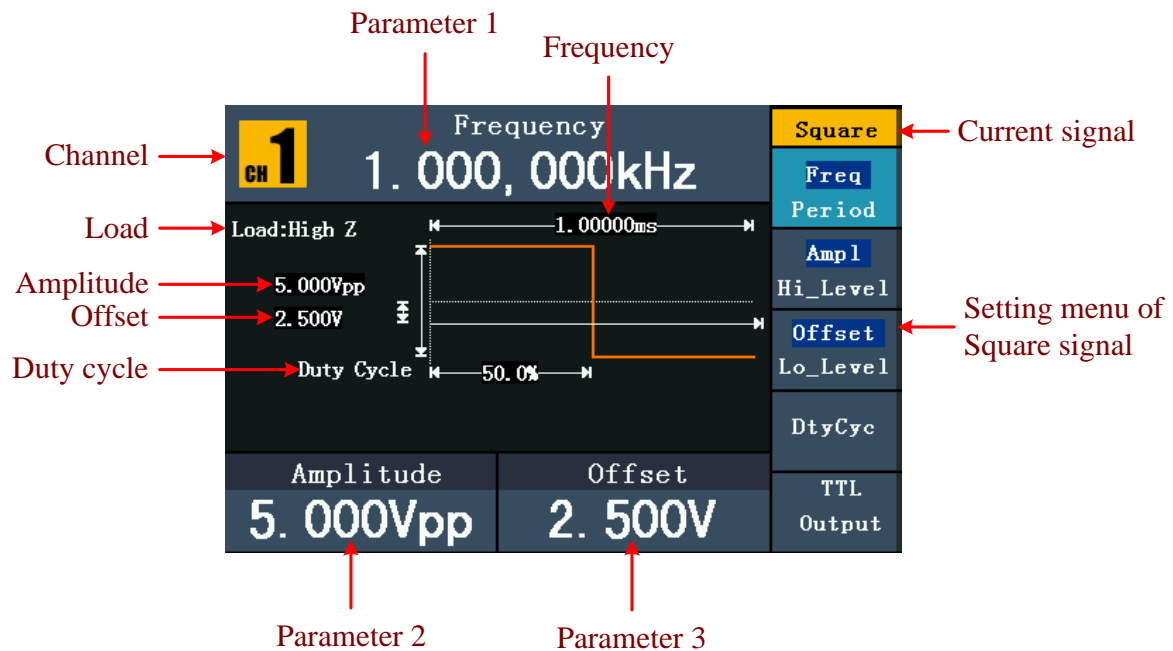 Parameter 1
Frequency
Channel
CH 1
Frequency
1.000,000kHz
Square
Current signal
Freq
Period
Load
Load:High Z
1.00000ms
Ampl
Hi_Level
Amplitude
5.000Vpp
Offset
2.500V
Offset
Lo_Level
Setting menu of
Square signal
Duty cycle
Duty Cycle
50.0%
DtyCyc
Amplitude
5.000Vpp
Offset
2.500V
TTL
Output
Parameter 2
Parameter 3